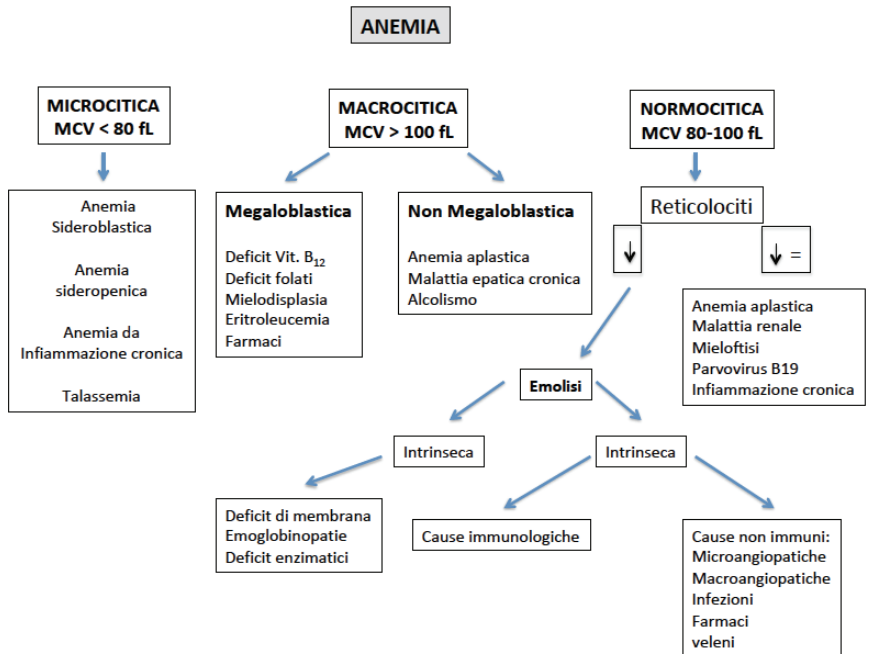 ANEMIA
MICROCITICA
MCV < 80 fL
MACROCITICA
MCV > 100 fL
NORMOCITICA
MCV 80-100 fL
Anemia
Sideroblastica
Anemia
sideropenica
Anemia da
Infiammazione cronica
Talassemia
Megaloblastica
Deficit Vit. B₁₂
Deficit folati
Mielodisplasia
Eritroleucemia
Farmaci
Non Megaloblastica
Anemia aplastica
Malattia epatica cronica
Alcolismo
Reticolociti
↓
↓ =
Anemia aplastica
Malattia renale
Mieloftisi
Parvovirus B19
Infiammazione cronica
Emolisi
Intrinseca
Intrinseca
Deficit di membrana
Emoglobinopatie
Deficit enzimatici
Cause immunologiche
Cause non immuni:
Microangiopatiche
Macroangiopatiche
Infezioni
Farmaci
veleni